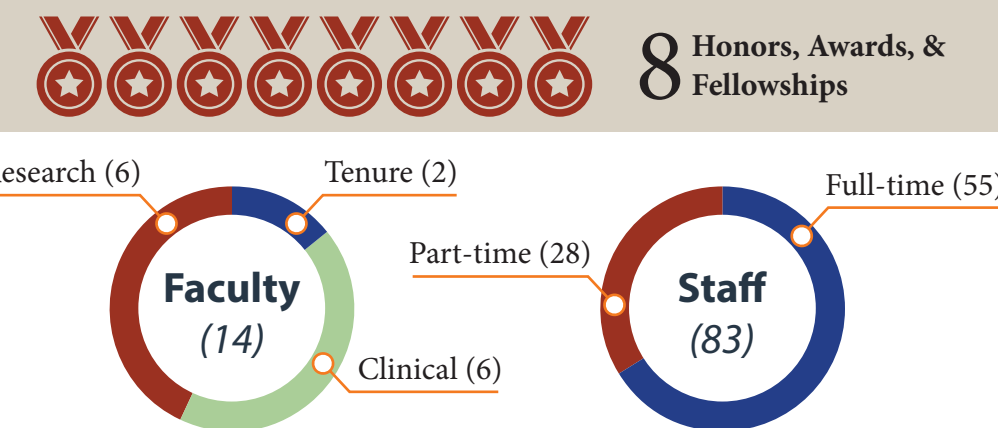 8 Honors, Awards, &
Fellowships
esearch (6)
Tenure (2)
Full-time (55)
Part-time (28)
Faculty
(14)
Staff
(83)
Clinical (6)